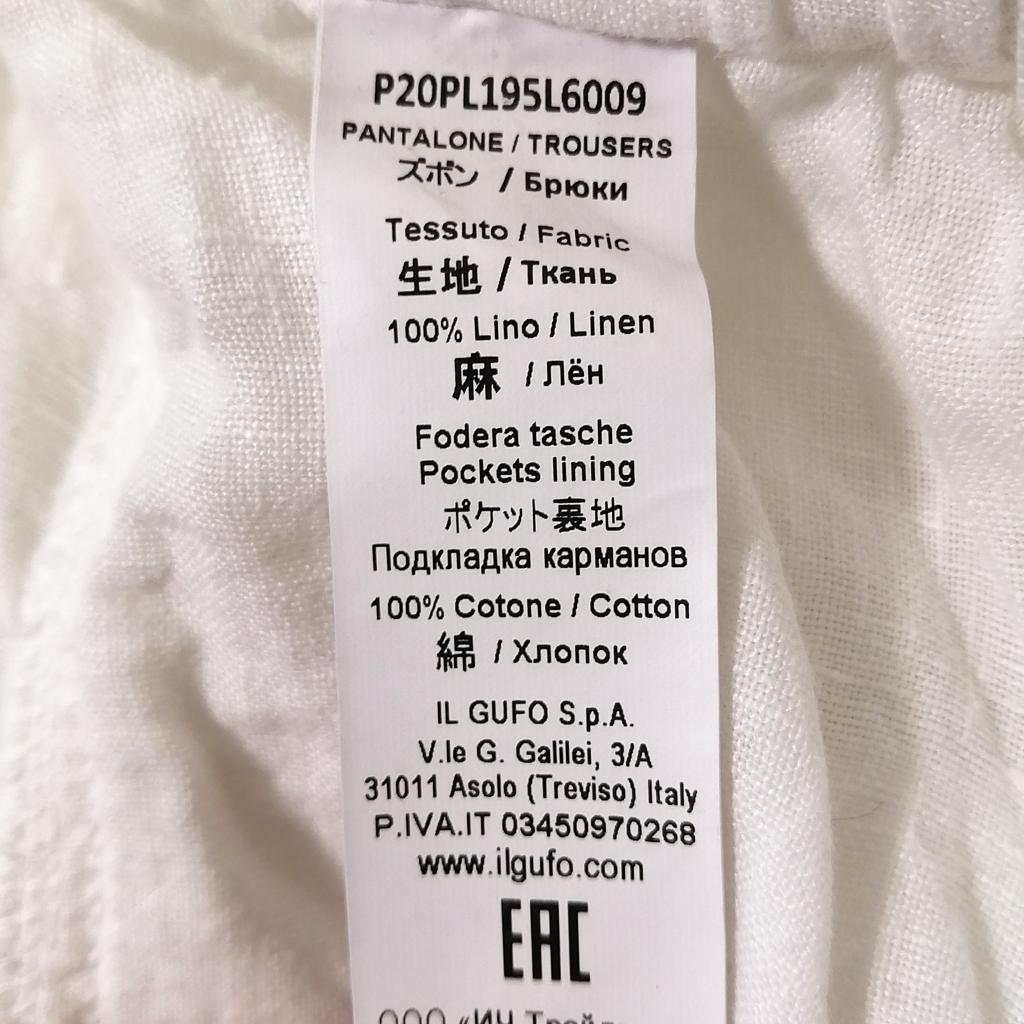 P20PL195L6009
PANTALONE / TROUSERS
ズボン / Брюки
Tessuto / Fabric
生地 / Ткань
100% Lino / Linen
麻 / Лён
Fodera tasche
Pockets lining
ポケット裏地
Подкладка карманов
100% Cotone / Cotton
綿 / Хлопок
IL GUFO S.p.A.
V.le G. Galilei, 3/A
31011 Asolo (Treviso) Italy
P.IVA.IT 03450970268
www.ilgufo.com
EAC
ООО «ИЧ